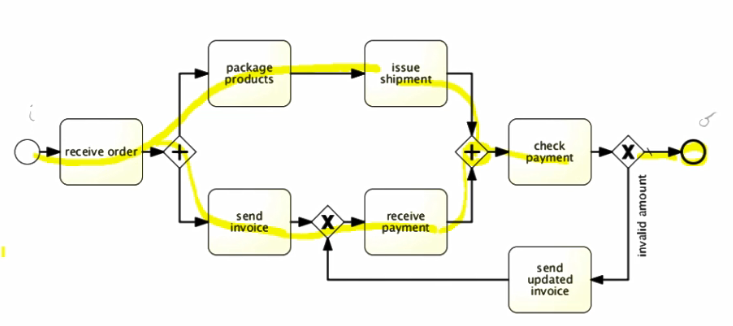 i
package
products
issue
shipment
receive order
+
+
check
payment
X
send
invoice
X
receive
payment
invalid amount
send
updated
invoice